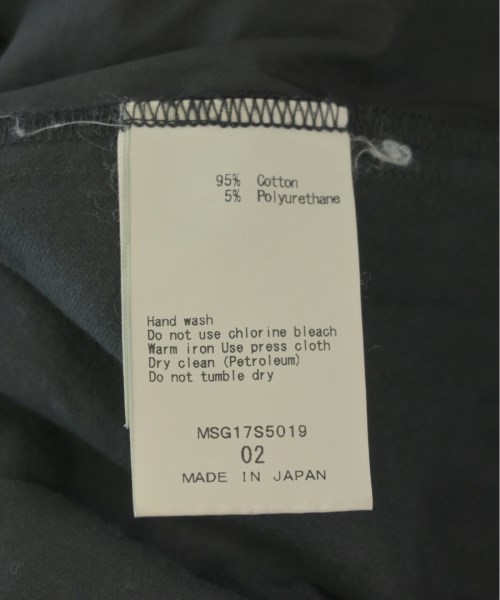 95% Cotton
5% Polyurethane
Hand wash
Do not use chlorine bleach
Warm iron Use press cloth
Dry clean (Petroleum)
Do not tumble dry
MSG17S5019
02
MADE IN JAPAN